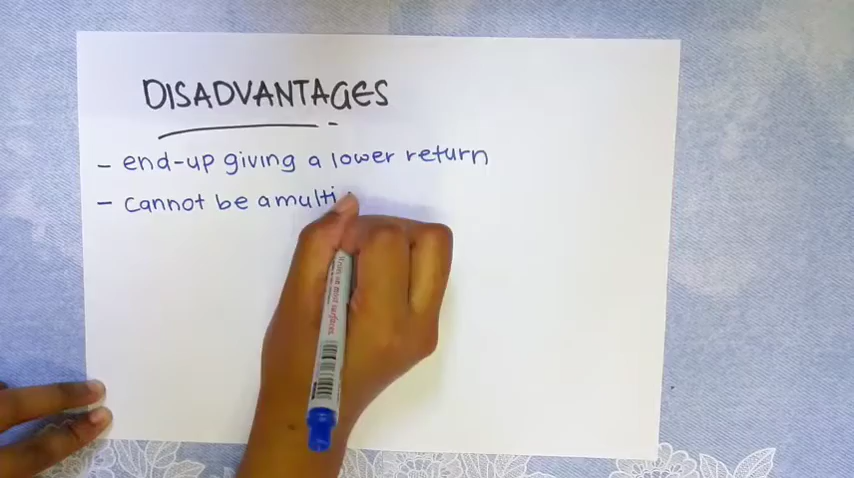 DISADVANTAGES
- end-up giving a lower return
- cannot be a multi